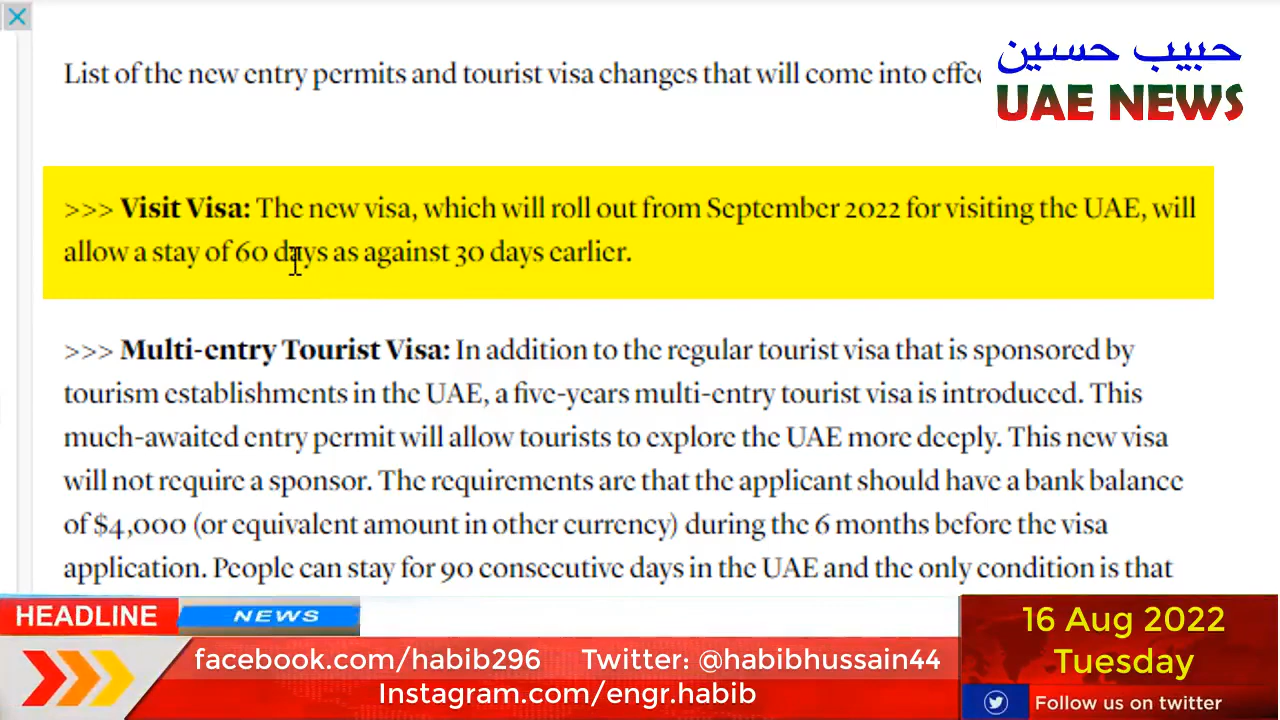 List of the new entry permits and tourist visa changes that will come into effec
حبیب حسین
UAE NEWS
>>> Visit Visa: The new visa, which will roll out from September 2022 for visiting the UAE, will
allow a stay of 60 days as against 30 days earlier.
>>> Multi-entry Tourist Visa: In addition to the regular tourist visa that is sponsored by
tourism establishments in the UAE, a five-years multi-entry tourist visa is introduced. This
much-awaited entry permit will allow tourists to explore the UAE more deeply. This new visa
will not require a sponsor. The requirements are that the applicant should have a bank balance
of $4,000 (or equivalent amount in other currency) during the 6 months before the visa
application. People can stay for 90 consecutive days in the UAE and the only condition is that
HEADLINE NEWS
facebook.com/habib296 Twitter: @habibhussain44
Instagram.com/engr.habib
16 Aug 2022
Tuesday
Follow us on twitter